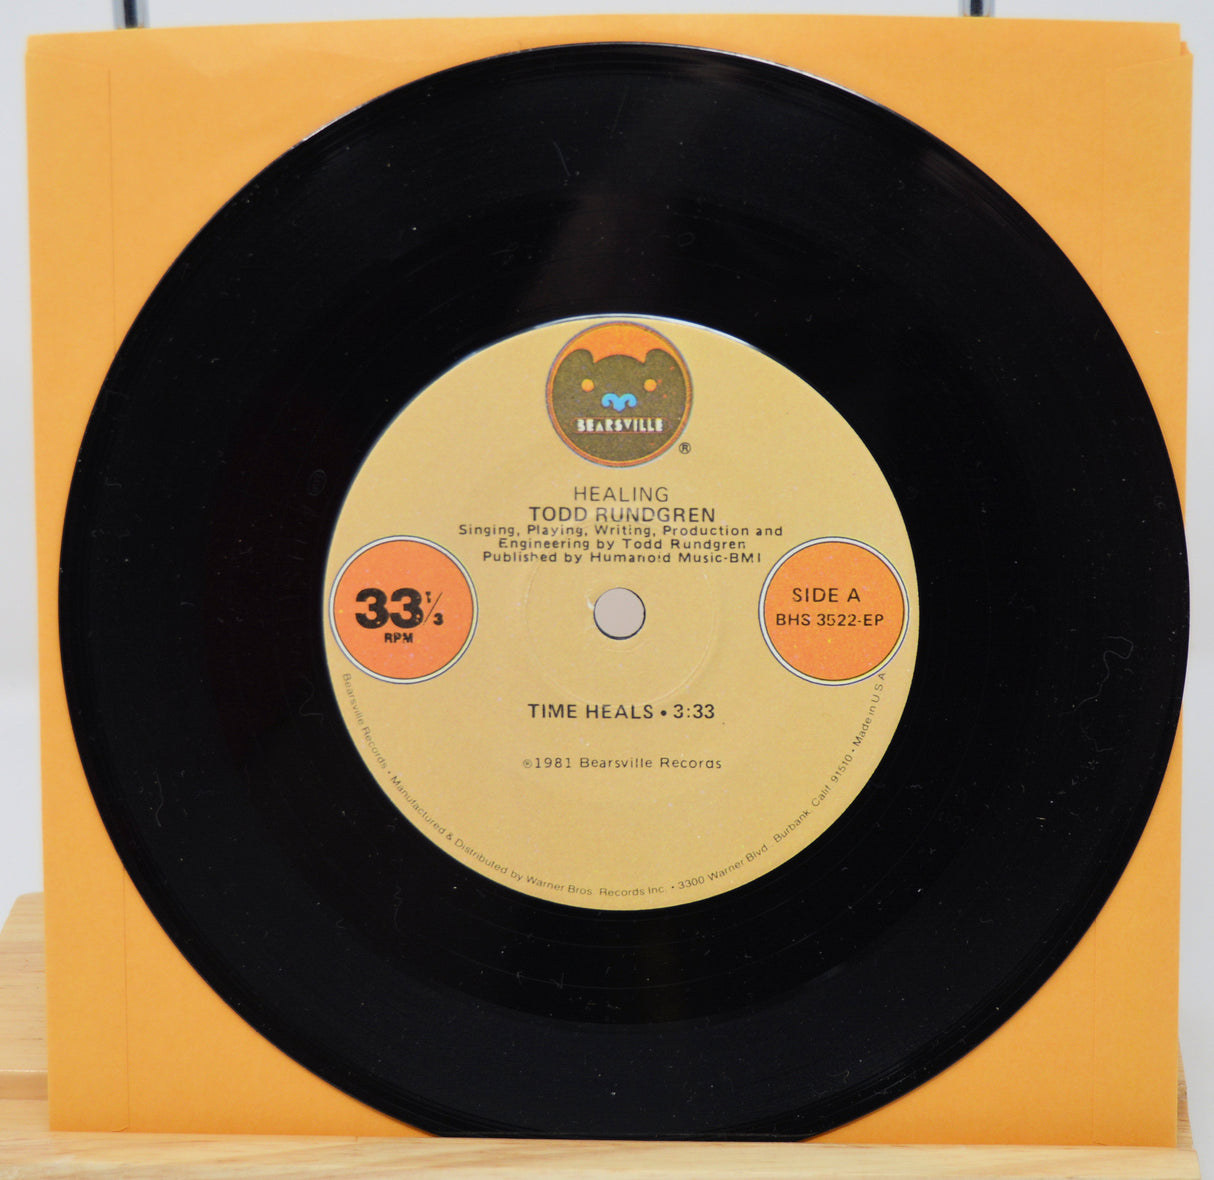 BEARSVILLE
®
HEALING
TODD RUNDGREN
Singing, Playing, Writing, Production and
Engineering by Todd Rundgren
Published by Humanoid Music-BMI
33 1/3
RPM
SIDE A
BHS 3522-EP
TIME HEALS • 3:33
℗1981 Bearsville Records
Bearsville Records • Manufactured & Distributed by Warner Bros. Records Inc. • 3300 Warner Blvd., Burbank, Calif. 91510 • Made in U.S.A.